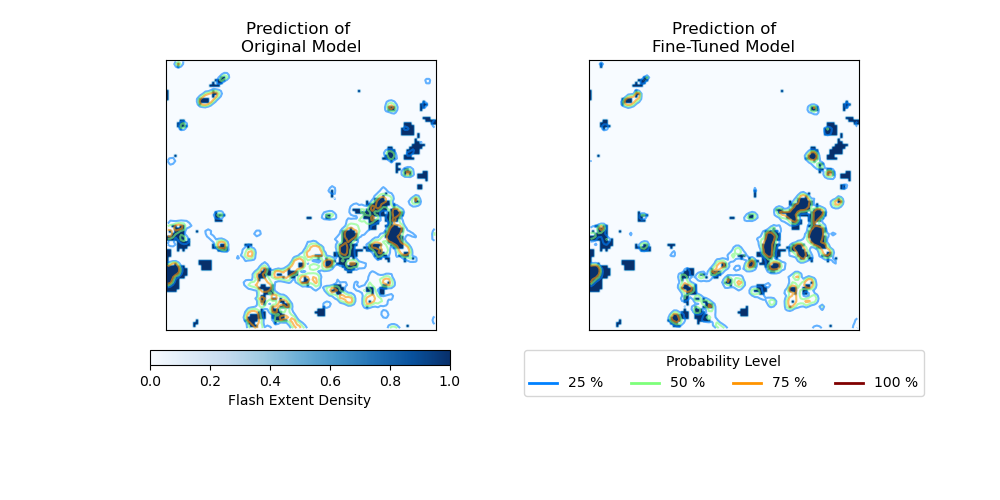 Prediction of
Original Model
Prediction of
Fine-Tuned Model
0.0 0.2 0.4 0.6 0.8 1.0
Flash Extent Density
Probability Level
25 % 50 % 75 % 100 %